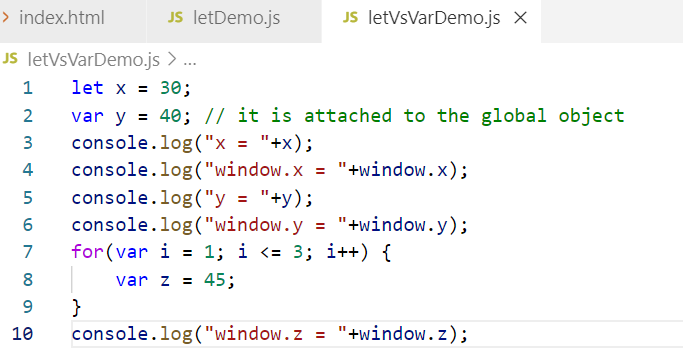 index.html JS letDemo.js JS letVsVarDemo.js ×
JS letVsVarDemo.js > ...
1 let x = 30;
2 var y = 40; // it is attached to the global object
3 console.log("x = "+x);
4 console.log("window.x = "+window.x);
5 console.log("y = "+y);
6 console.log("window.y = "+window.y);
7 for(var i = 1; i <= 3; i++) {
8     var z = 45;
9 }
10 console.log("window.z = "+window.z);